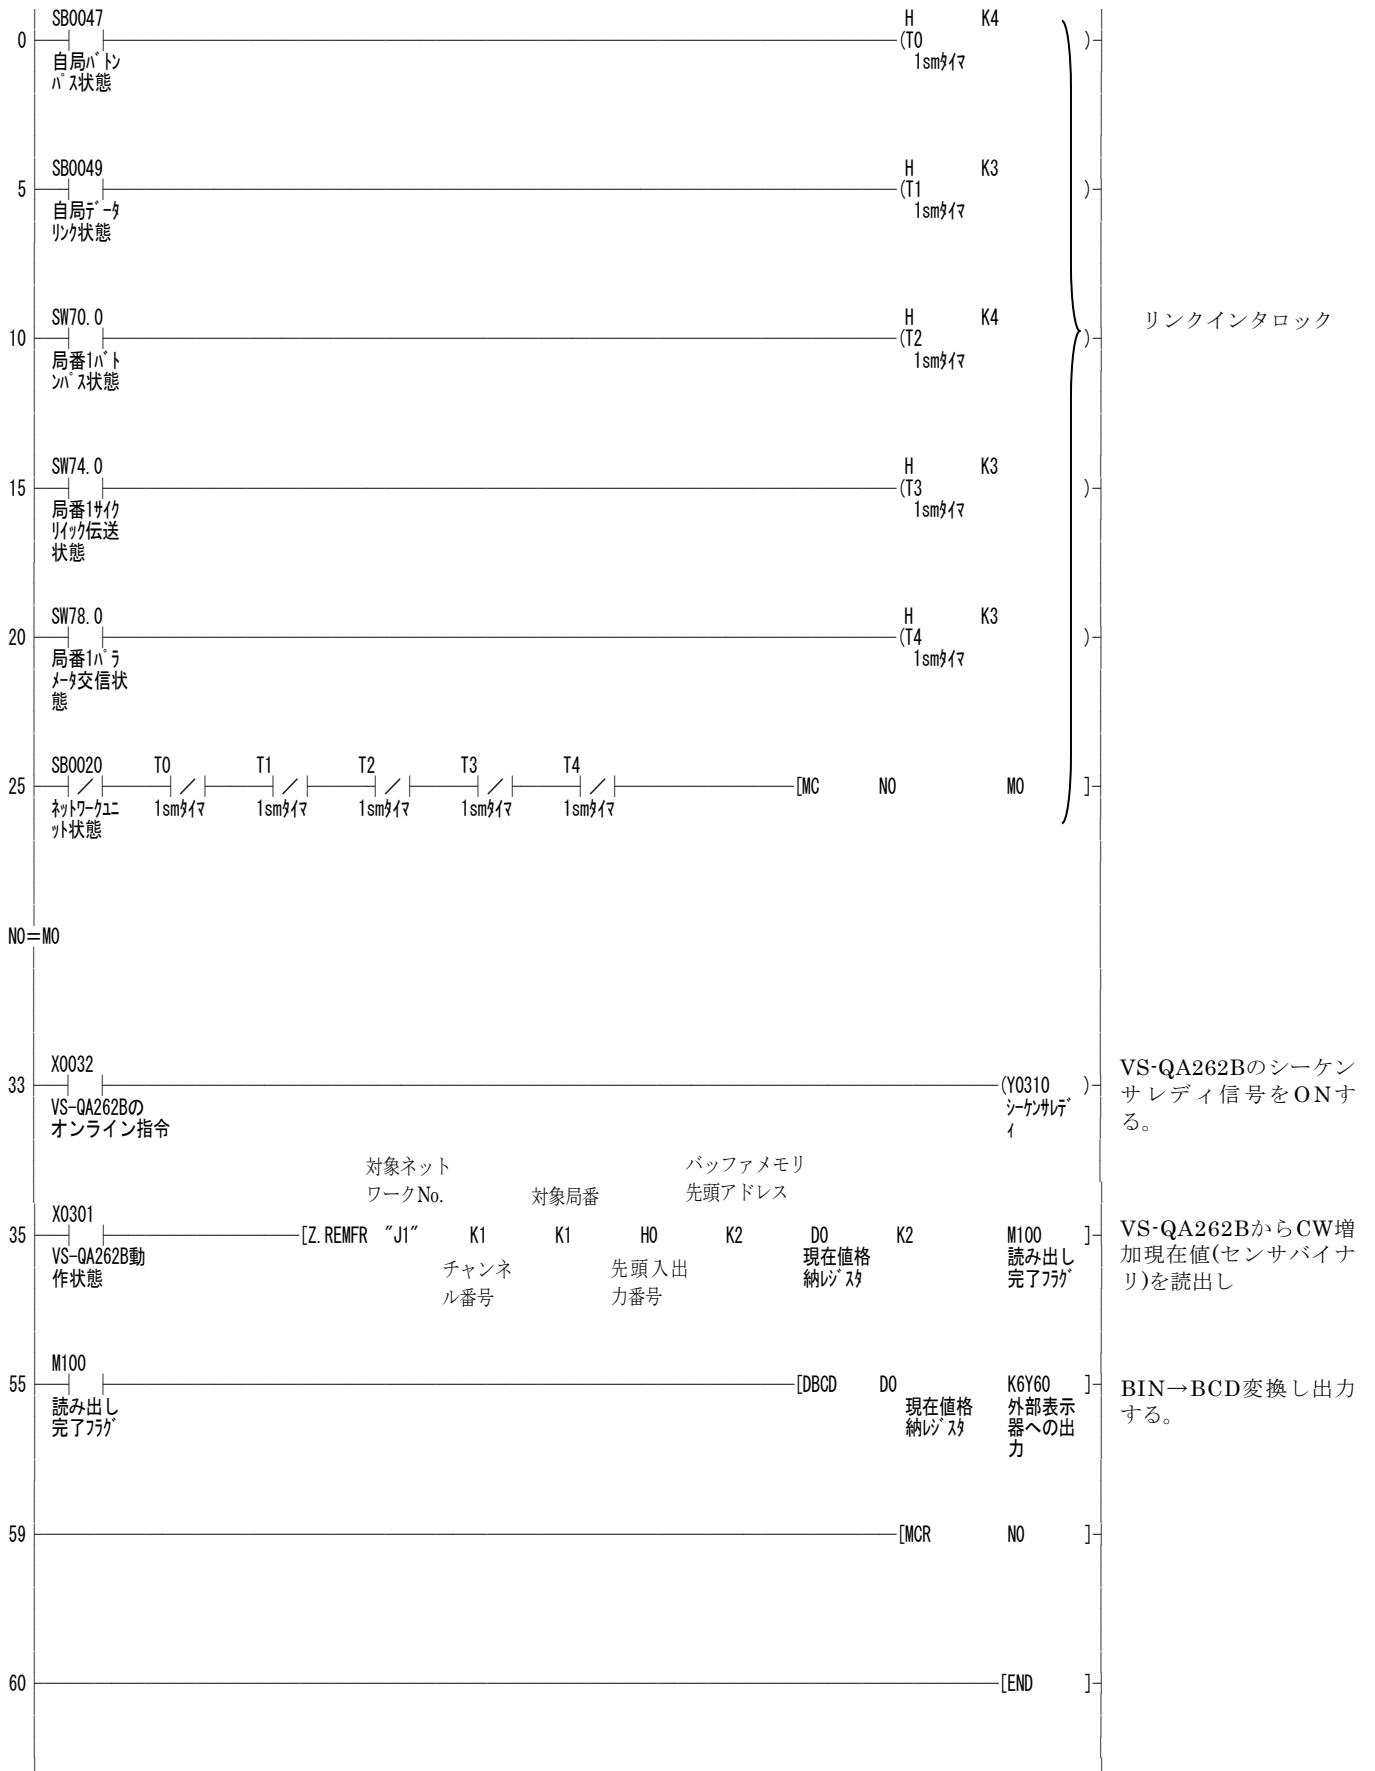 SB0047 H K4
0 (T0 )
自局ﾊﾞﾄﾝ 1smﾀｲﾏ
ﾊﾟｽ状態
SB0049 H K3
5 (T1 )
自局ﾃﾞｰﾀ 1smﾀｲﾏ
ﾘﾝｸ状態
SW70.0 H K4
リンクインタロック
10 (T2 )
局番1ﾊﾞﾄ 1smﾀｲﾏ
ﾝﾊﾟｽ状態
SW74.0 H K3
15 (T3 )
局番1ｻｲｸ 1smﾀｲﾏ
ﾘｲｯｸ伝送
状態
SW78.0 H K3
20 (T4 )
局番1ﾊﾟﾗ 1smﾀｲﾏ
ﾒｰﾀ交信状
態
SB0020 T0 T1 T2 T3 T4
25 [MC N0 M0 ]
ﾈｯﾄﾜｰｸﾕﾆ 1smﾀｲﾏ 1smﾀｲﾏ 1smﾀｲﾏ 1smﾀｲﾏ 1smﾀｲﾏ
ｯﾄ状態
N0=M0
X0032
33 (Y0310 )
VS-QA262Bの ｼｰｹﾝｻﾚﾃﾞ
オンライン指令 ｨ
VS-QA262Bのシーケン
サレディ信号をONす
る。
対象ネット バッファメモリ
ワークNo. 対象局番 先頭アドレス
X0301
35 [Z.REMFR "J1" K1 K1 H0 K2 D0 K2 M100 ]
VS-QA262B動 現在値格 読み出し
作状態 納ﾚｼﾞｽﾀ 完了ﾌﾗｸﾞ
チャンネ 先頭入出
ル番号 力番号
VS-QA262BからCW増
加現在値(センサバイナ
リ)を読出し
M100
55 [DBCD D0 K6Y60 ]
読み出し 現在値格 外部表示
完了ﾌﾗｸﾞ 納ﾚｼﾞｽﾀ 器への出
力
BIN→BCD変換し出力
する。
59 [MCR N0 ]
60 [END ]